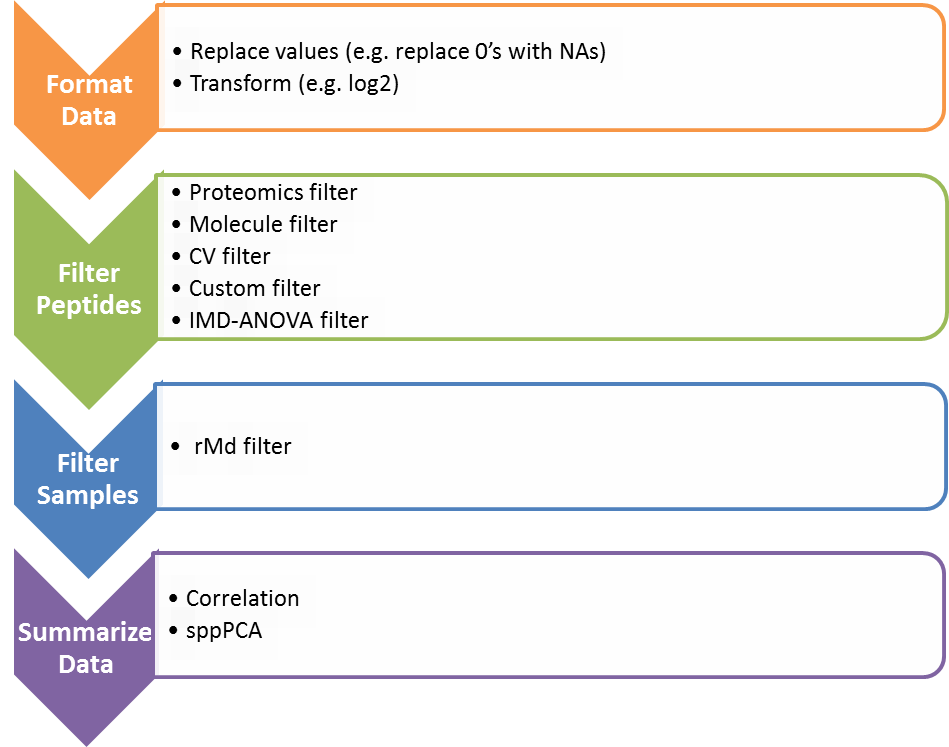 Format
Data
• Replace values (e.g. replace 0’s with NAs)
• Transform (e.g. log2)
Filter
Peptides
• Proteomics filter
• Molecule filter
• CV filter
• Custom filter
• IMD-ANOVA filter
Filter
Samples
• rMd filter
Summarize
Data
• Correlation
• sppPCA